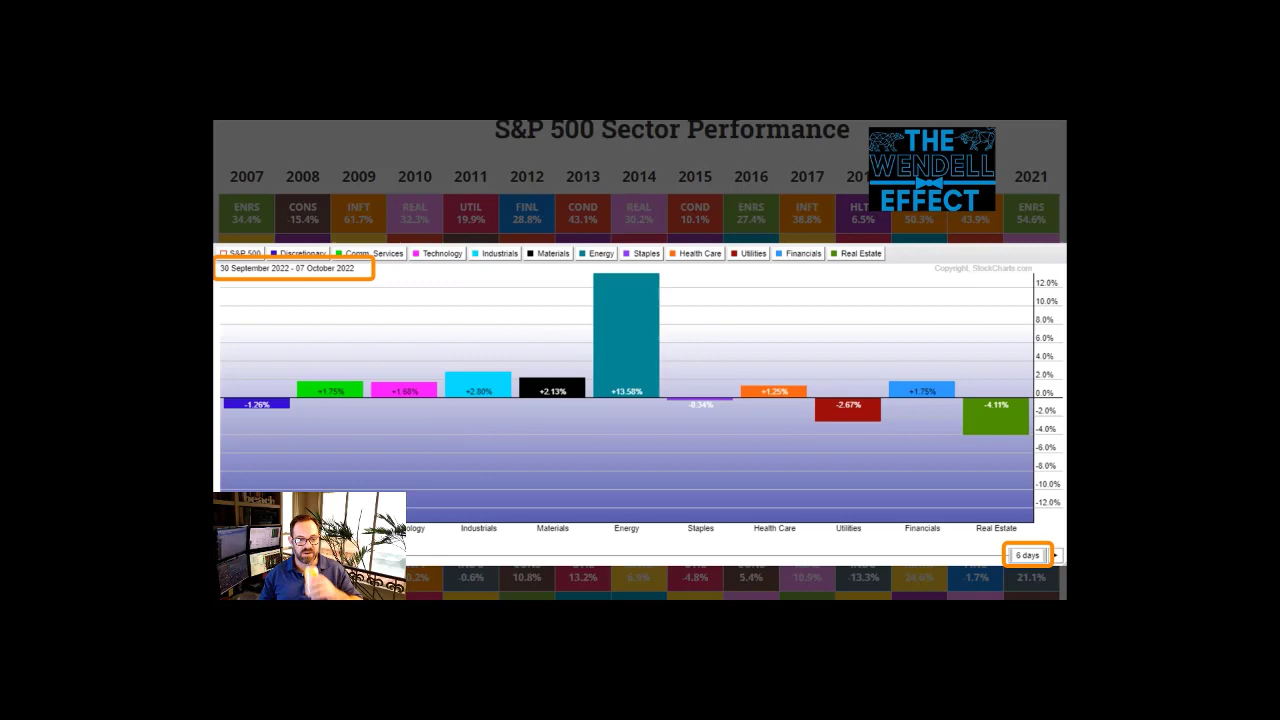 S&P 500 Sector Performance
THE
WENDELL
EFFECT
2007 2008 2009 2010 2011 2012 2013 2014 2015 2016 2017 2021
ENRS CONS INFT REAL UTIL FINL COND REAL COND ENRS INFT HLT ENRS
34.4% -15.4% 61.7% 32.3% 19.9% 28.8% 43.1% 30.2% 10.1% 27.4% 38.8% 6.5% 50.3% 43.9% 54.6%
S&P 500 Discretionary Comm. Services Technology Industrials Materials Energy Staples Health Care Utilities Financials Real Estate
30 September 2022 - 07 October 2022
Copyright, StockCharts.com
12.0%
10.0%
8.0%
6.0%
4.0%
2.0%
0.0%
-2.0%
-4.0%
-6.0%
-8.0%
-10.0%
-12.0%
-1.26% +1.75% +1.68% +2.80% +2.13% +13.58% -0.34% +1.25% -2.67% +1.75% -4.11%
Industrials Materials Energy Staples Health Care Utilities Financials Real Estate
6 days
-0.6% 10.8% 13.2% 6.9% -4.8% 5.4% 10.9% -13.3% 24.6% -1.7% 21.1%